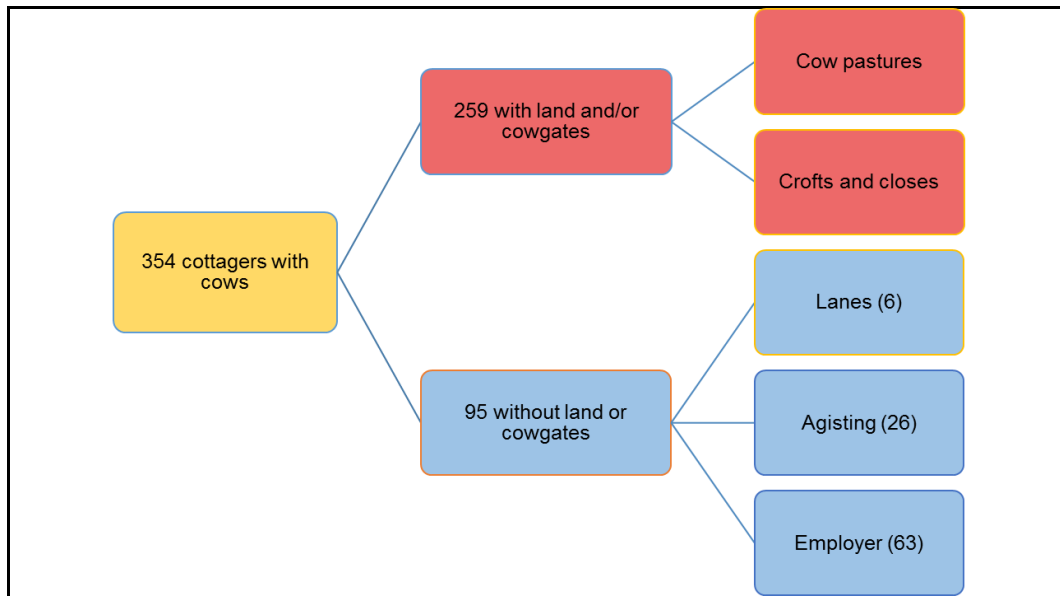 354 cottagers with
cows
259 with land and/or
cowgates
95 without land or
cowgates
Cow pastures
Crofts and closes
Lanes (6)
Agisting (26)
Employer (63)